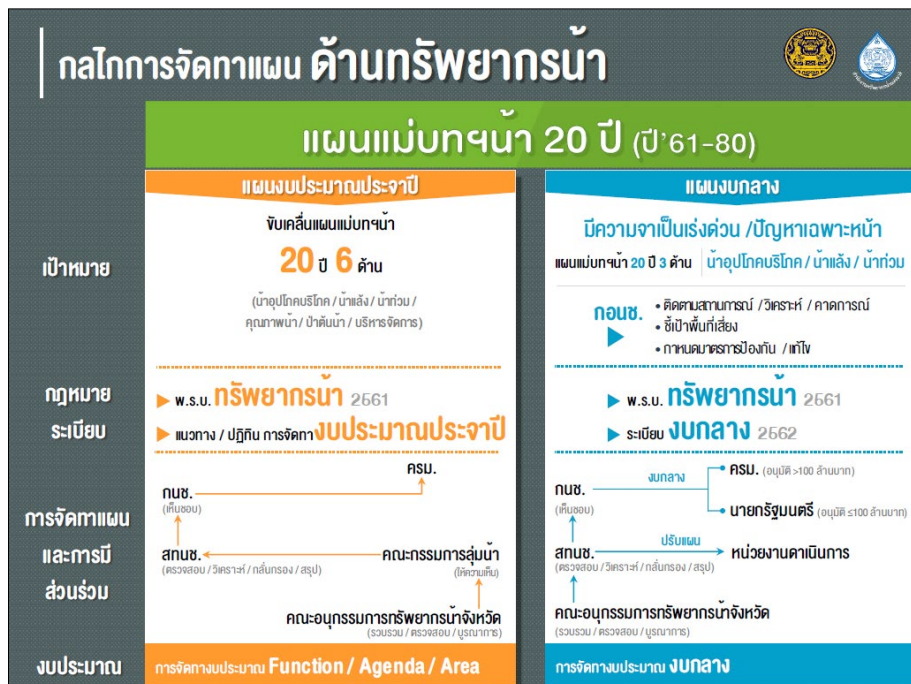 กลไกการจัดทาแผน ด้านทรัพยากรน้า
แผนแม่บทฯน้า 20 ปี (ปี'61-80)
แผนงบประมาณประจาปี
แผนงบกลาง
เป้าหมาย
ขับเคลื่อนแผนแม่บทฯน้า
20 ปี 6 ด้าน
(น้าอุปโภคบริโภค / น้าแล้ง / น้าท่วม /
คุณภาพน้า / ป่าต้นน้า / บริหารจัดการ)
มีความจาเป็นเร่งด่วน /ปัญหาเฉพาะหน้า
แผนแม่บทฯน้า 20 ปี 3 ด้าน น้าอุปโภคบริโภค / น้าแล้ง / น้าท่วม
กอนช.
• ติดตามสถานการณ์ / วิเคราะห์ / คาดการณ์
• ชี้เป้าพื้นที่เสี่ยง
• กาหนดมาตรการป้องกัน / แก้ไข
กฎหมาย
ระเบียบ
พ.ร.บ. ทรัพยากรน้า 2561
แนวทาง / ปฏิทิน การจัดทางบประมาณประจาปี
พ.ร.บ. ทรัพยากรน้า 2561
ระเบียบ งบกลาง 2562
การจัดทาแผน
และการมี
ส่วนร่วม
ครม.
กนช.
(เห็นชอบ)
สทนช.
(ตรวจสอบ / วิเคราะห์ / กลั่นกรอง / สรุป)
คณะกรรมการลุ่มน้า
(ให้ความเห็น)
คณะอนุกรรมการทรัพยากรน้าจังหวัด
(รวบรวม / ตรวจสอบ / บูรณาการ)
กนช.
(เห็นชอบ)
งบกลาง
ครม. (อนุมัติ >100 ล้านบาท)
นายกรัฐมนตรี (อนุมัติ ≤100 ล้านบาท)
สทนช.
(ตรวจสอบ / วิเคราะห์ / กลั่นกรอง / สรุป)
ปรับแผน
หน่วยงานดาเนินการ
คณะอนุกรรมการทรัพยากรน้าจังหวัด
(รวบรวม / ตรวจสอบ / บูรณาการ)
งบประมาณ
การจัดทางบประมาณ Function / Agenda / Area
การจัดทางบประมาณ งบกลาง